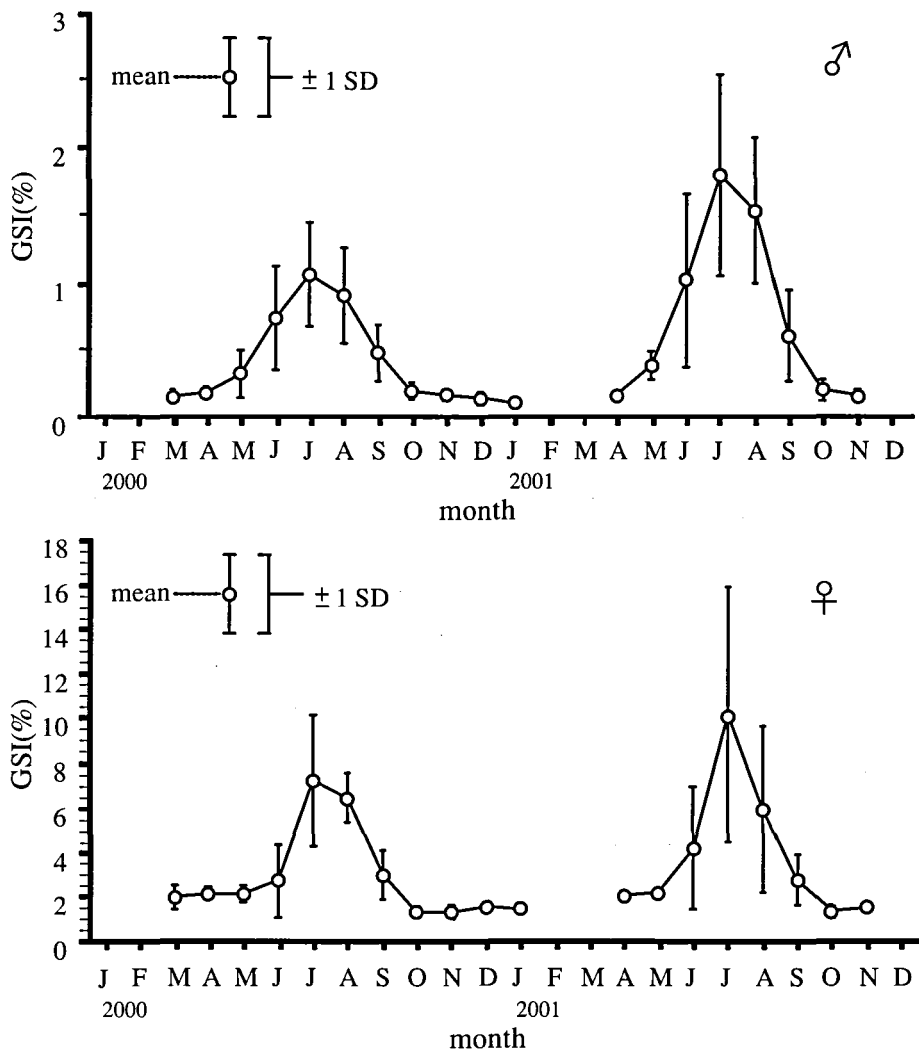 3
mean
± 1 SD
♂
2
GSI(%)
1
0
J F M A M J J A S O N D J F M A M J J A S O N D
2000 2001
month
18
16
mean
± 1 SD
♀
14
12
10
GSI(%)
8
6
4
2
0
J F M A M J J A S O N D J F M A M J J A S O N D
2000 2001
month